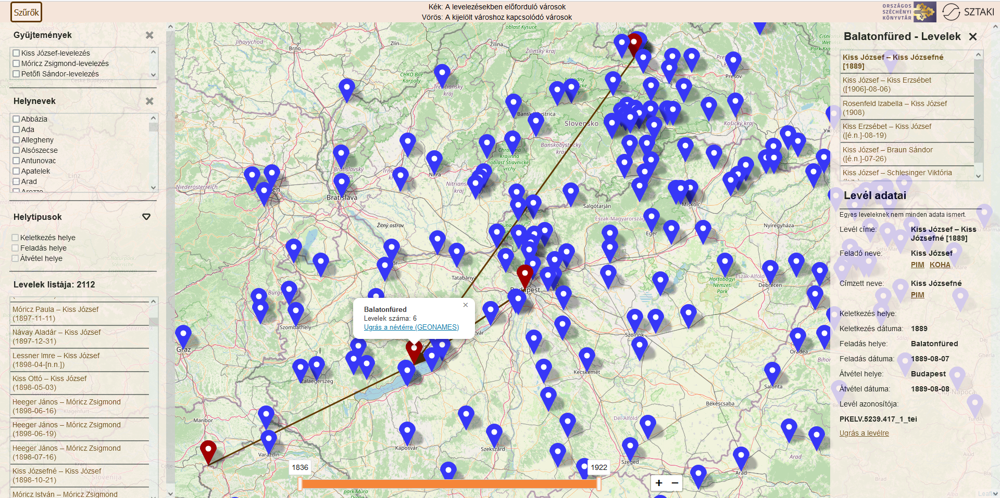 Szűrők
Kék: A levelezésekben előforduló városok
Vörös: A kijelölt városhoz kapcsolódó városok
ORSZÁGOS
SZÉCHÉNYI
KÖNYVTÁR
SZTAKI
Gyűjtemények
Kiss József-levelezés
Móricz Zsigmond-levelezés
Petőfi Sándor-levelezés
Helynevek
Abbázia
Ada
Allegheny
Alsószecse
Antunovac
Apatelek
Arad
Arezzo
Helytípusok
Keletkezés helye
Feladás helye
Átvétel helye
Levelek listája: 2112
Móricz Paula – Kiss József
(1897-11-11)
Návay Aladár – Kiss József
(1897-12-31)
Lessner Imre – Kiss József
(1898-04-[n.n.])
Kiss Ottó – Kiss József
(1898-05-03)
Heeger János – Móricz Zsigmond
(1898-06-16)
Heeger János – Móricz Zsigmond
(1898-06-19)
Heeger János – Móricz Zsigmond
(1898-07-16)
Kiss Józsefné – Kiss József
(1898-10-21)
Móricz István – Móricz Zsigmond
oblasť Kysuce
Jihovýchod
Zlín
Brno
Žilina
Žilinský kraj
CHKO Biele
Karpaty
Trenčiansky
kraj
Prešov
Banská Bystrica
Slovensko
Košický kraj
Banskobystrický
kraj
Chránená
krajinná
oblasť Štiavnické
vrchy
Bratislavský
kraj
Nitra
Nitriansky
kraj
Niederösterreich
Bratislava
Salgótarján
Miskolc
Észak-Magyarország
Žitný ostrov
Eger
Nyíregyháza
Tatabánya
Budapest
Hortobágyi
Nemzeti
Park
Észak-Alföld
Debrecen
Szombathely
Szolnok
Graz
Oradea
Zalaegerszeg
Kecskemét
Salonta
Békéscsaba
Maribor
Dél-Alföld
Kaposvár
Szekszárd
Varaždin
Szeged
Arad
park Mura
Balatonfüred
Levelek száma: 6
Ugrás a névtérre (GEONAMES)
1836
1922
+ −
Balatonfüred - Levelek
Kiss József – Kiss Józsefné
[1889]
Kiss József – Kiss Erzsébet
([1906]-08-06)
Rosenfeld Izabella – Kiss József
(1908)
Kiss Erzsébet – Kiss József
([é.n.]-08-19)
Kiss József – Braun Sándor
([é.n.]-07-26)
Kiss József – Schlesinger Viktória
Levél adatai
Egyes leveleknek nem minden adata ismert.
Levél címe: Kiss József – Kiss
Józsefné [1889]
Feladó neve: Kiss József
PIM KOHA
Címzett neve: Kiss Józsefné
PIM
Keletkezés helye:
Keletkezés dátuma: 1889
Feladás helye: Balatonfüred
Feladás dátuma: 1889-08-07
Átvétel helye: Budapest
Átvétel dátuma: 1889-08-08
Levél azonosítója:
PKELV.5239.417_1_tei
Ugrás a levélre